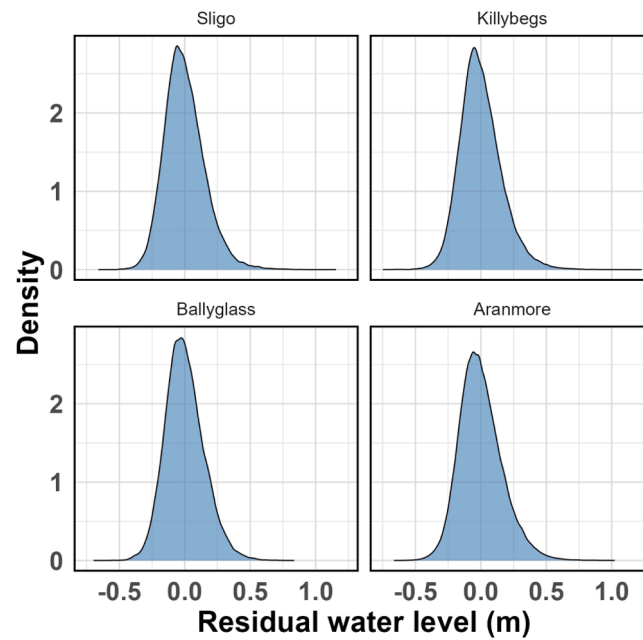 Sligo
Killybegs
2
1
0
Density
Ballyglass
Aranmore
2
1
0
-0.5 0.0 0.5 1.0
-0.5 0.0 0.5 1.0
Residual water level (m)